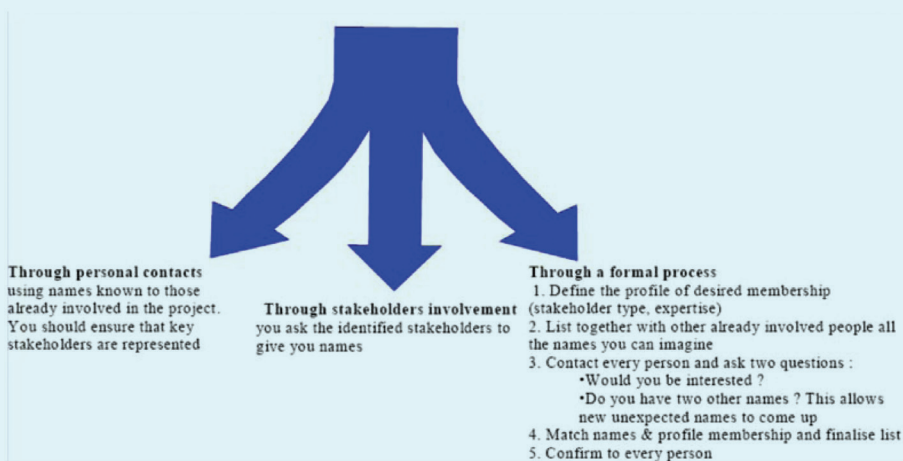 Through personal contacts
using names known to those
already involved in the project.
You should ensure that key
stakeholders are represented
Through stakeholders involvement
you ask the identified stakeholders to
give you names
Through a formal process
1. Define the profile of desired membership
(stakeholder type, expertise)
2. List together with other already involved people all
the names you can imagine
3. Contact every person and ask two questions :
•Would you be interested ?
•Do you have two other names ? This allows
new unexpected names to come up
4. Match names & profile membership and finalise list
5. Confirm to every person